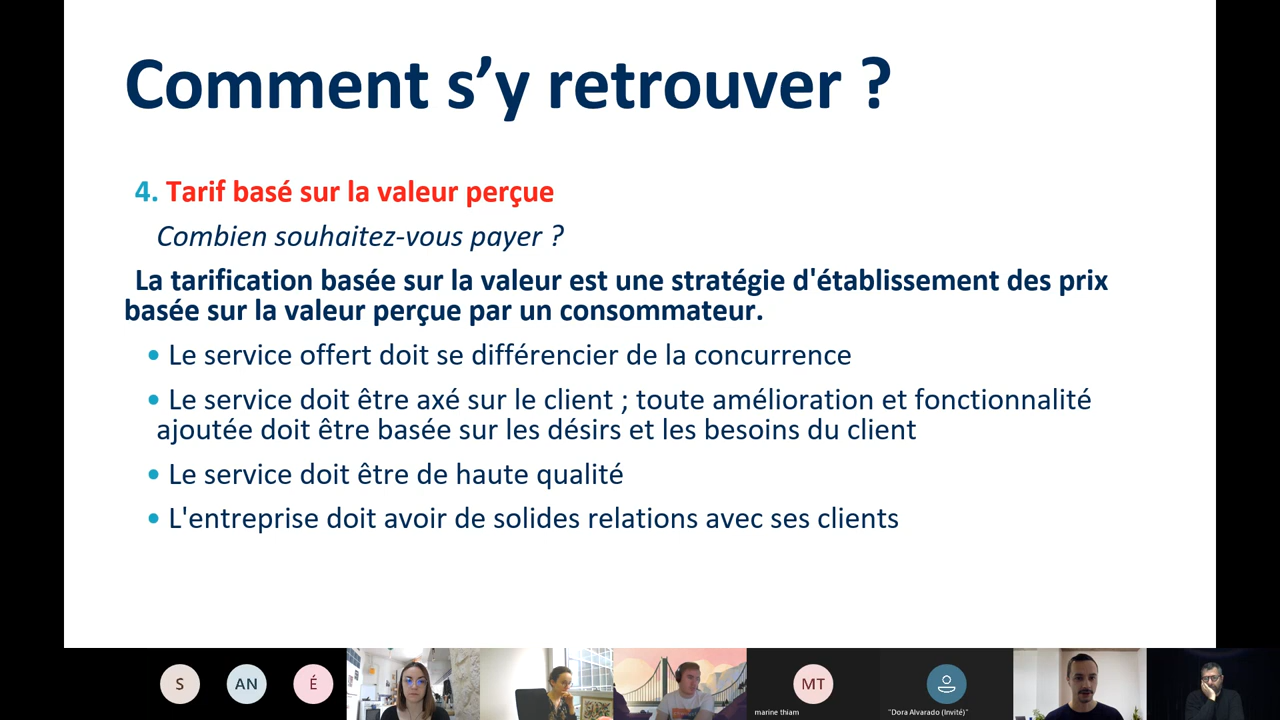 Comment s’y retrouver ?
4. Tarif basé sur la valeur perçue
Combien souhaitez-vous payer ?
La tarification basée sur la valeur est une stratégie d'établissement des prix
basée sur la valeur perçue par un consommateur.
• Le service offert doit se différencier de la concurrence
• Le service doit être axé sur le client ; toute amélioration et fonctionnalité
ajoutée doit être basée sur les désirs et les besoins du client
• Le service doit être de haute qualité
• L'entreprise doit avoir de solides relations avec ses clients
S
AN
É
MT
marine thiam
"Dora Alvarado (Invité)"